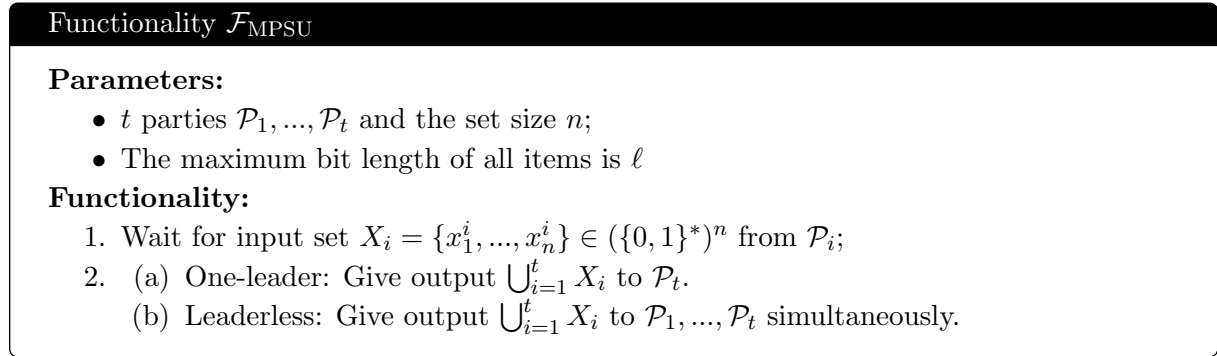 Functionality $\mathcal{F}_{\mathrm{MPSU}}$
Parameters:
• $t$ parties $\mathcal{P}_1, ..., \mathcal{P}_t$ and the set size $n$;
• The maximum bit length of all items is $\ell$
Functionality:
1. Wait for input set $X_i = \{x_1^i, ..., x_n^i\} \in (\{0, 1\}^*)^n$ from $\mathcal{P}_i$;
2. (a) One-leader: Give output $\bigcup_{i=1}^t X_i$ to $\mathcal{P}_t$.
(b) Leaderless: Give output $\bigcup_{i=1}^t X_i$ to $\mathcal{P}_1, ..., \mathcal{P}_t$ simultaneously.